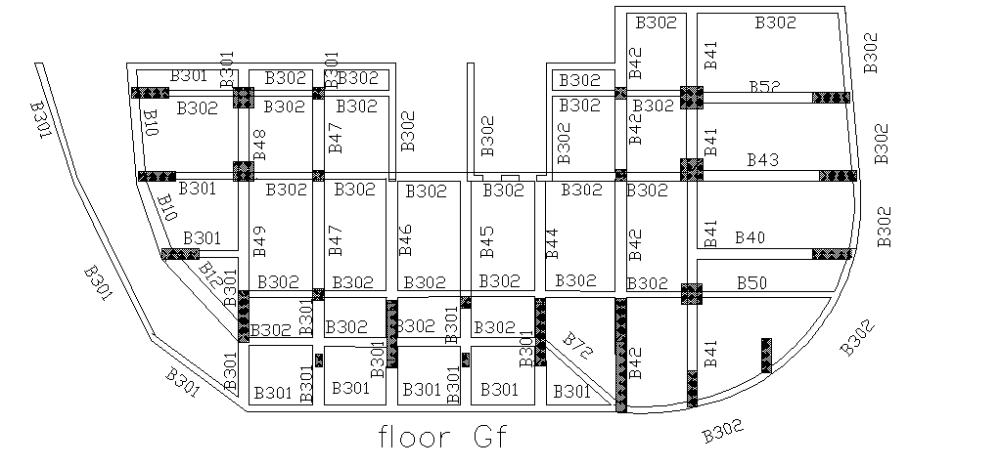 B302 B302
B301 B301 B301 B302 B302 B302 B42 B41 B302
B302 B302 B302 B302 B302 B52
B301 B10 B48 B47 B302 B302 B302 B42 B41 B43 B302
B301 B302 B302 B302 B302 B302 B302
B10 B301 B49 B47 B46 B45 B44 B42 B41 B40 B302
B301 B12 B301 B302 B302 B302 B302 B302 B50
B302 B301 B302 B302 B301 B302 B301 B72 B302
B301 B301 B301 B42 B41
B301 B301 B301 B301 B301 B301 B301
B302
floor Gf